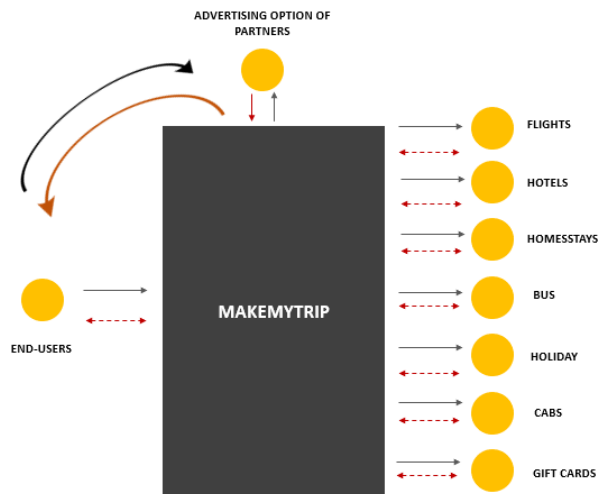 ADVERTISING OPTION OF
PARTNERS
FLIGHTS
HOTELS
HOMESSTAYS
BUS
MAKEMYTRIP
END-USERS
HOLIDAY
CABS
GIFT CARDS